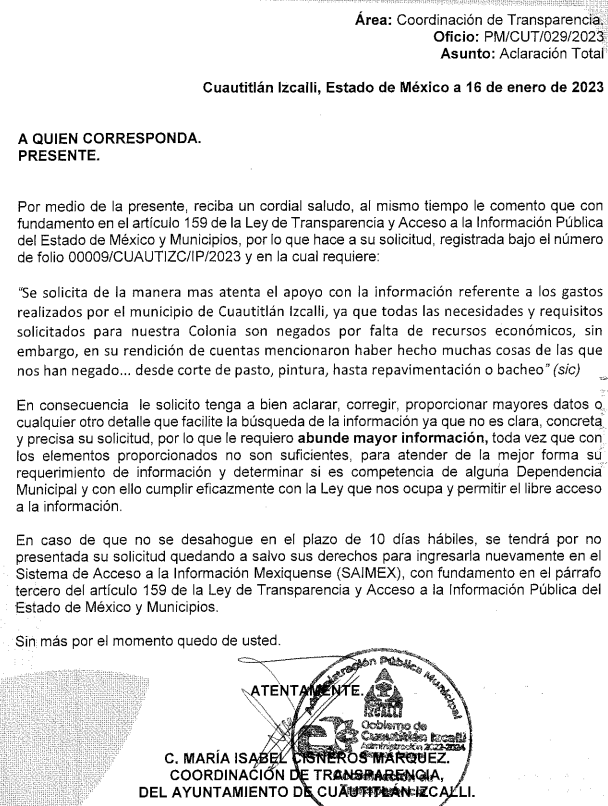 Área: Coordinación de Transparencia.
Oficio: PM/CUT/029/2023
Asunto: Aclaración Total
Cuautitlán Izcalli, Estado de México a 16 de enero de 2023
A QUIEN CORRESPONDA.
PRESENTE.
Por medio de la presente, reciba un cordial saludo, al mismo tiempo le comento que con
fundamento en el artículo 159 de la Ley de Transparencia y Acceso a la Información Pública
del Estado de México y Municipios, por lo que hace a su solicitud, registrada bajo el número
de folio 00009/CUAUTIZC/IP/2023 y en la cual requiere:
"Se solicita de la manera mas atenta el apoyo con la información referente a los gastos
realizados por el municipio de Cuautitlán Izcalli, ya que todas las necesidades y requisitos
solicitados para nuestra Colonia son negados por falta de recursos económicos, sin
embargo, en su rendición de cuentas mencionaron haber hecho muchas cosas de las que
nos han negado... desde corte de pasto, pintura, hasta repavimentación o bacheo" (sic)
En consecuencia le solicito tenga a bien aclarar, corregir, proporcionar mayores datos o
cualquier otro detalle que facilite la búsqueda de la información ya que no es clara, concreta
y precisa su solicitud, por lo que le requiero abunde mayor información, toda vez que con
los elementos proporcionados no son suficientes, para atender de la mejor forma su
requerimiento de información y determinar si es competencia de alguna Dependencia
Municipal y con ello cumplir eficazmente con la Ley que nos ocupa y permitir el libre acceso
a la información.
En caso de que no se desahogue en el plazo de 10 días hábiles, se tendrá por no
presentada su solicitud quedando a salvo sus derechos para ingresarla nuevamente en el
Sistema de Acceso a la Información Mexiquense (SAIMEX), con fundamento en el párrafo
tercero del artículo 159 de la Ley de Transparencia y Acceso a la Información Pública del
Estado de México y Municipios.
Sin más por el momento quedo de usted.
Administración Pública Municipal
ATENTAMENTE.
Gobierno de
Cuautitlán Izcalli
Administración 2022-2024
C. MARÍA ISABEL CISNEROS MÁRQUEZ.
COORDINACIÓN DE TRANSPARENCIA,
DEL AYUNTAMIENTO DE CUAUTITLÁN IZCALLI.